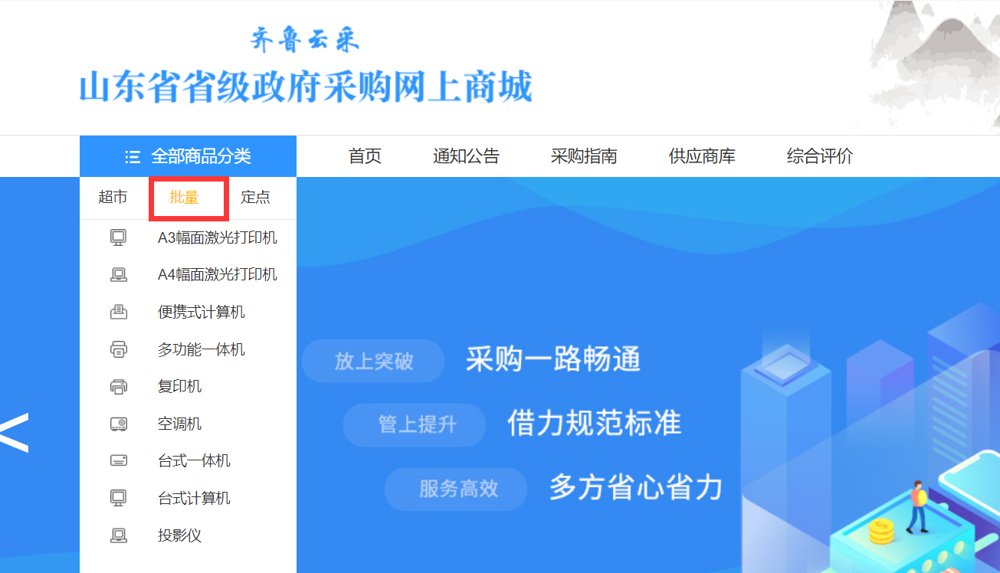 齐鲁云采
山东省省级政府采购网上商城
全部商品分类 首页 通知公告 采购指南 供应商库 综合评价
超市 批量 定点
A3幅面激光打印机
A4幅面激光打印机
便携式计算机
多功能一体机
复印机
空调机
台式一体机
台式计算机
投影仪
放上突破 采购一路畅通
管上提升 借力规范标准
服务高效 多方省心省力